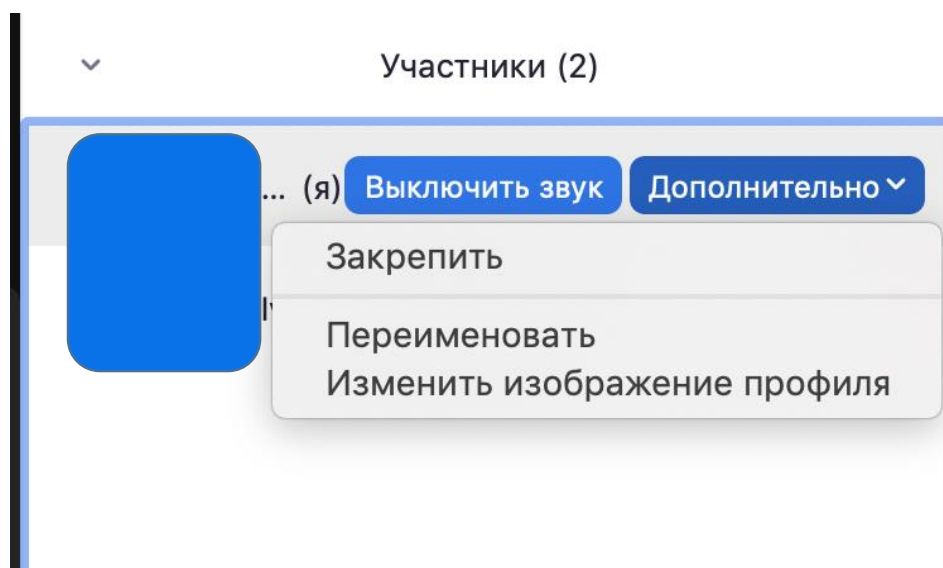 Участники (2)
... (я) Выключить звук Дополнительно
Закрепить
Переименовать
Изменить изображение профиля